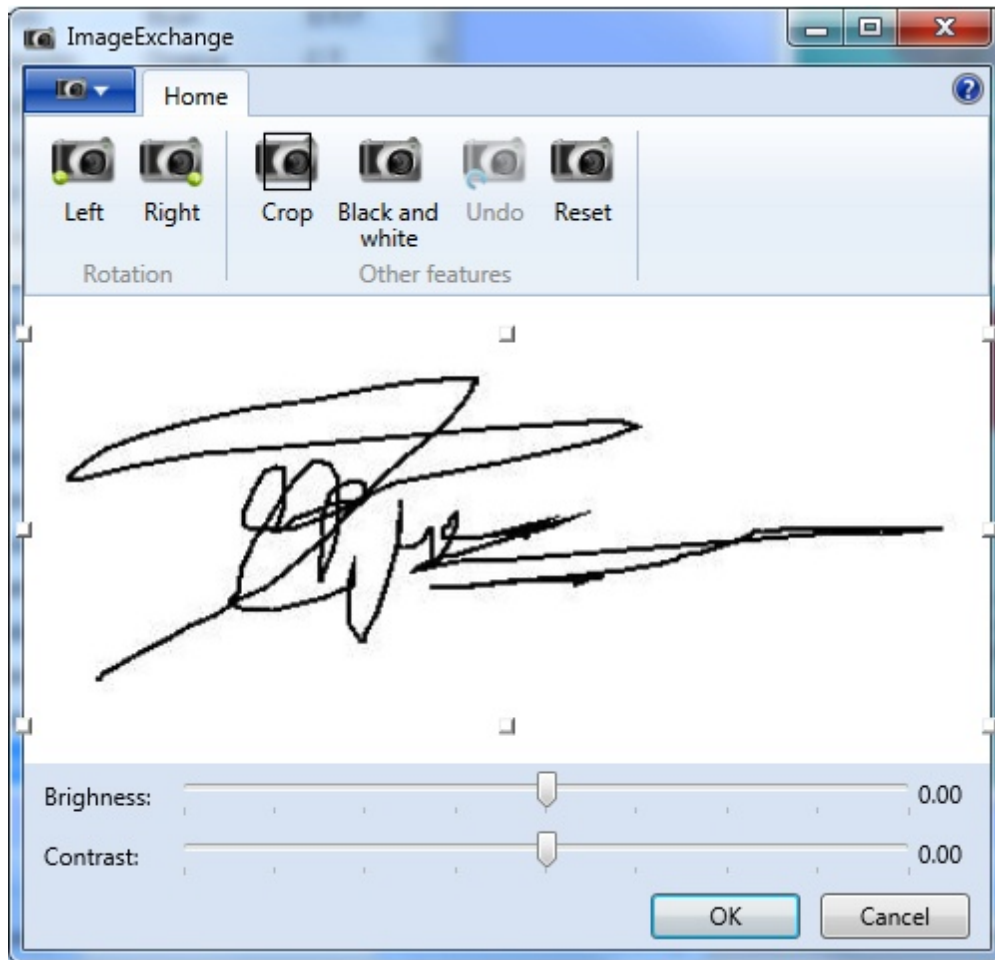 ImageExchange
Home
Left Right Crop Black and white Undo Reset
Rotation Other features
Brighness: 0.00
Contrast: 0.00
OK Cancel